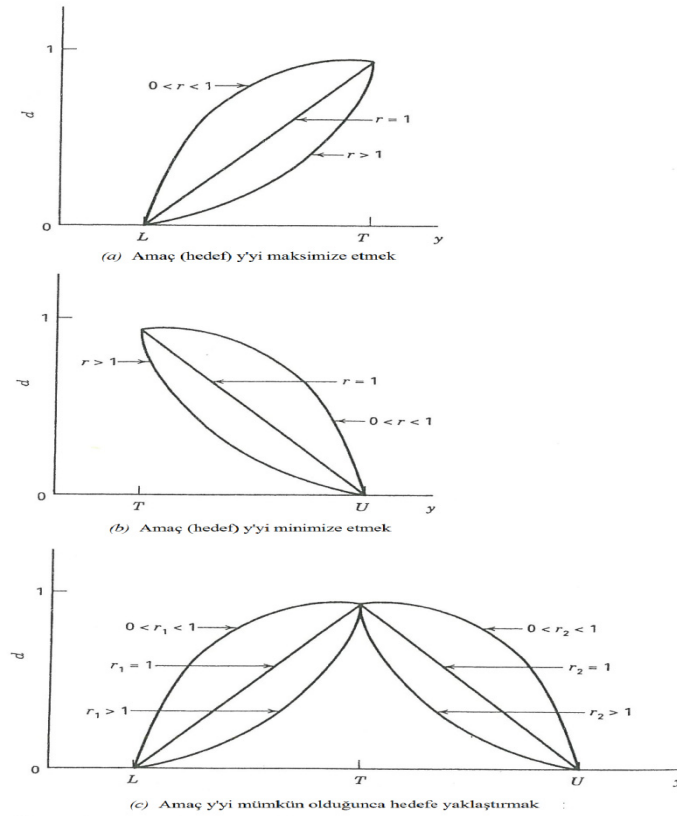 1
0 < r < 1
d
r = 1
r > 1
0
L
T
y
(a) Amaç (hedef) y'yi maksimize etmek
1
r > 1
d
r = 1
0 < r < 1
0
T
U
y
(b) Amaç (hedef) y'yi minimize etmek
1
0 < r₁ < 1
0 < r₂ < 1
d
r₁ = 1
r₂ = 1
r₁ > 1
r₂ > 1
0
L
T
U
y
(c) Amaç y'yi mümkün olduğunca hedefe yaklaştırmak